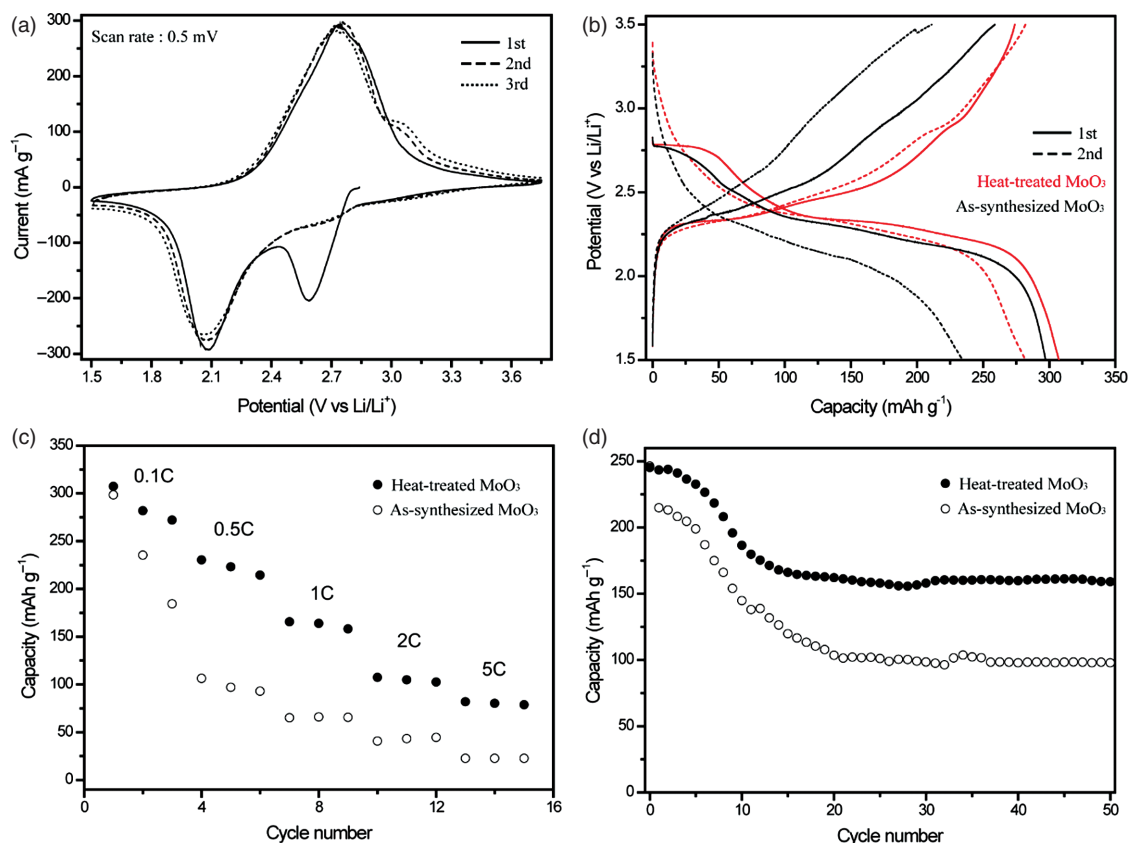 (a)
300
200
100
0
−100
−200
−300
Current (mA g⁻¹)
Scan rate : 0.5 mV
1st
2nd
3rd
1.5 1.8 2.1 2.4 2.7 3.0 3.3 3.6
Potential (V vs Li/Li⁺)
(b)
3.5
3.0
2.5
2.0
1.5
Potential (V vs Li/Li⁺)
1st
2nd
Heat-treated MoO₃
As-synthesized MoO₃
0 50 100 150 200 250 300 350
Capacity (mAh g⁻¹)
(c)
350
300
250
200
150
100
50
0
Capacity (mAh g⁻¹)
0.1C
0.5C
1C
2C
5C
Heat-treated MoO₃
As-synthesized MoO₃
0 2 4 6 8 10 12 14 16
Cycle number
(d)
250
200
150
100
50
0
Capacity (mAh g⁻¹)
Heat-treated MoO₃
As-synthesized MoO₃
0 10 20 30 40 50
Cycle number